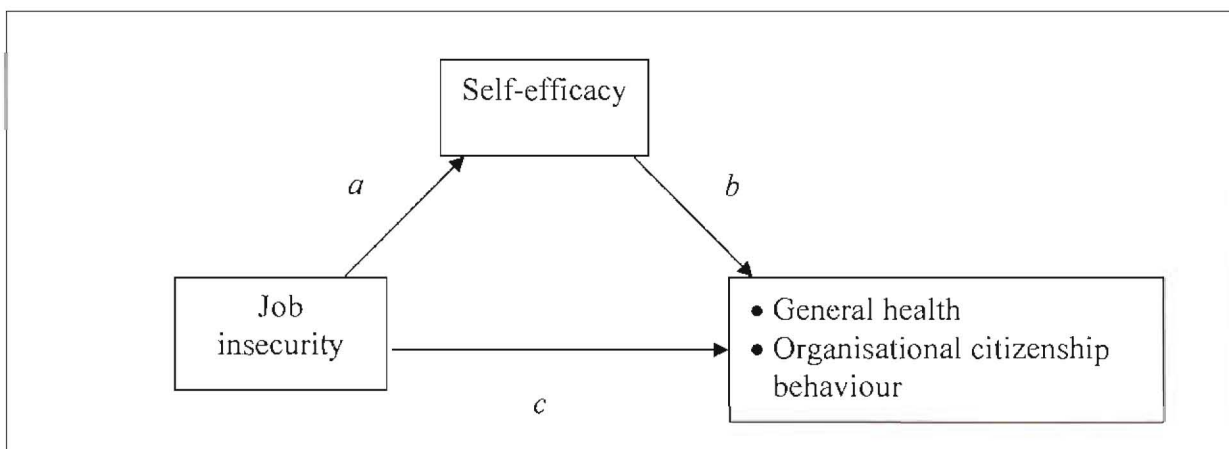 Self-efficacy
a
b
Job
insecurity
• General health
• Organisational citizenship
behaviour
c